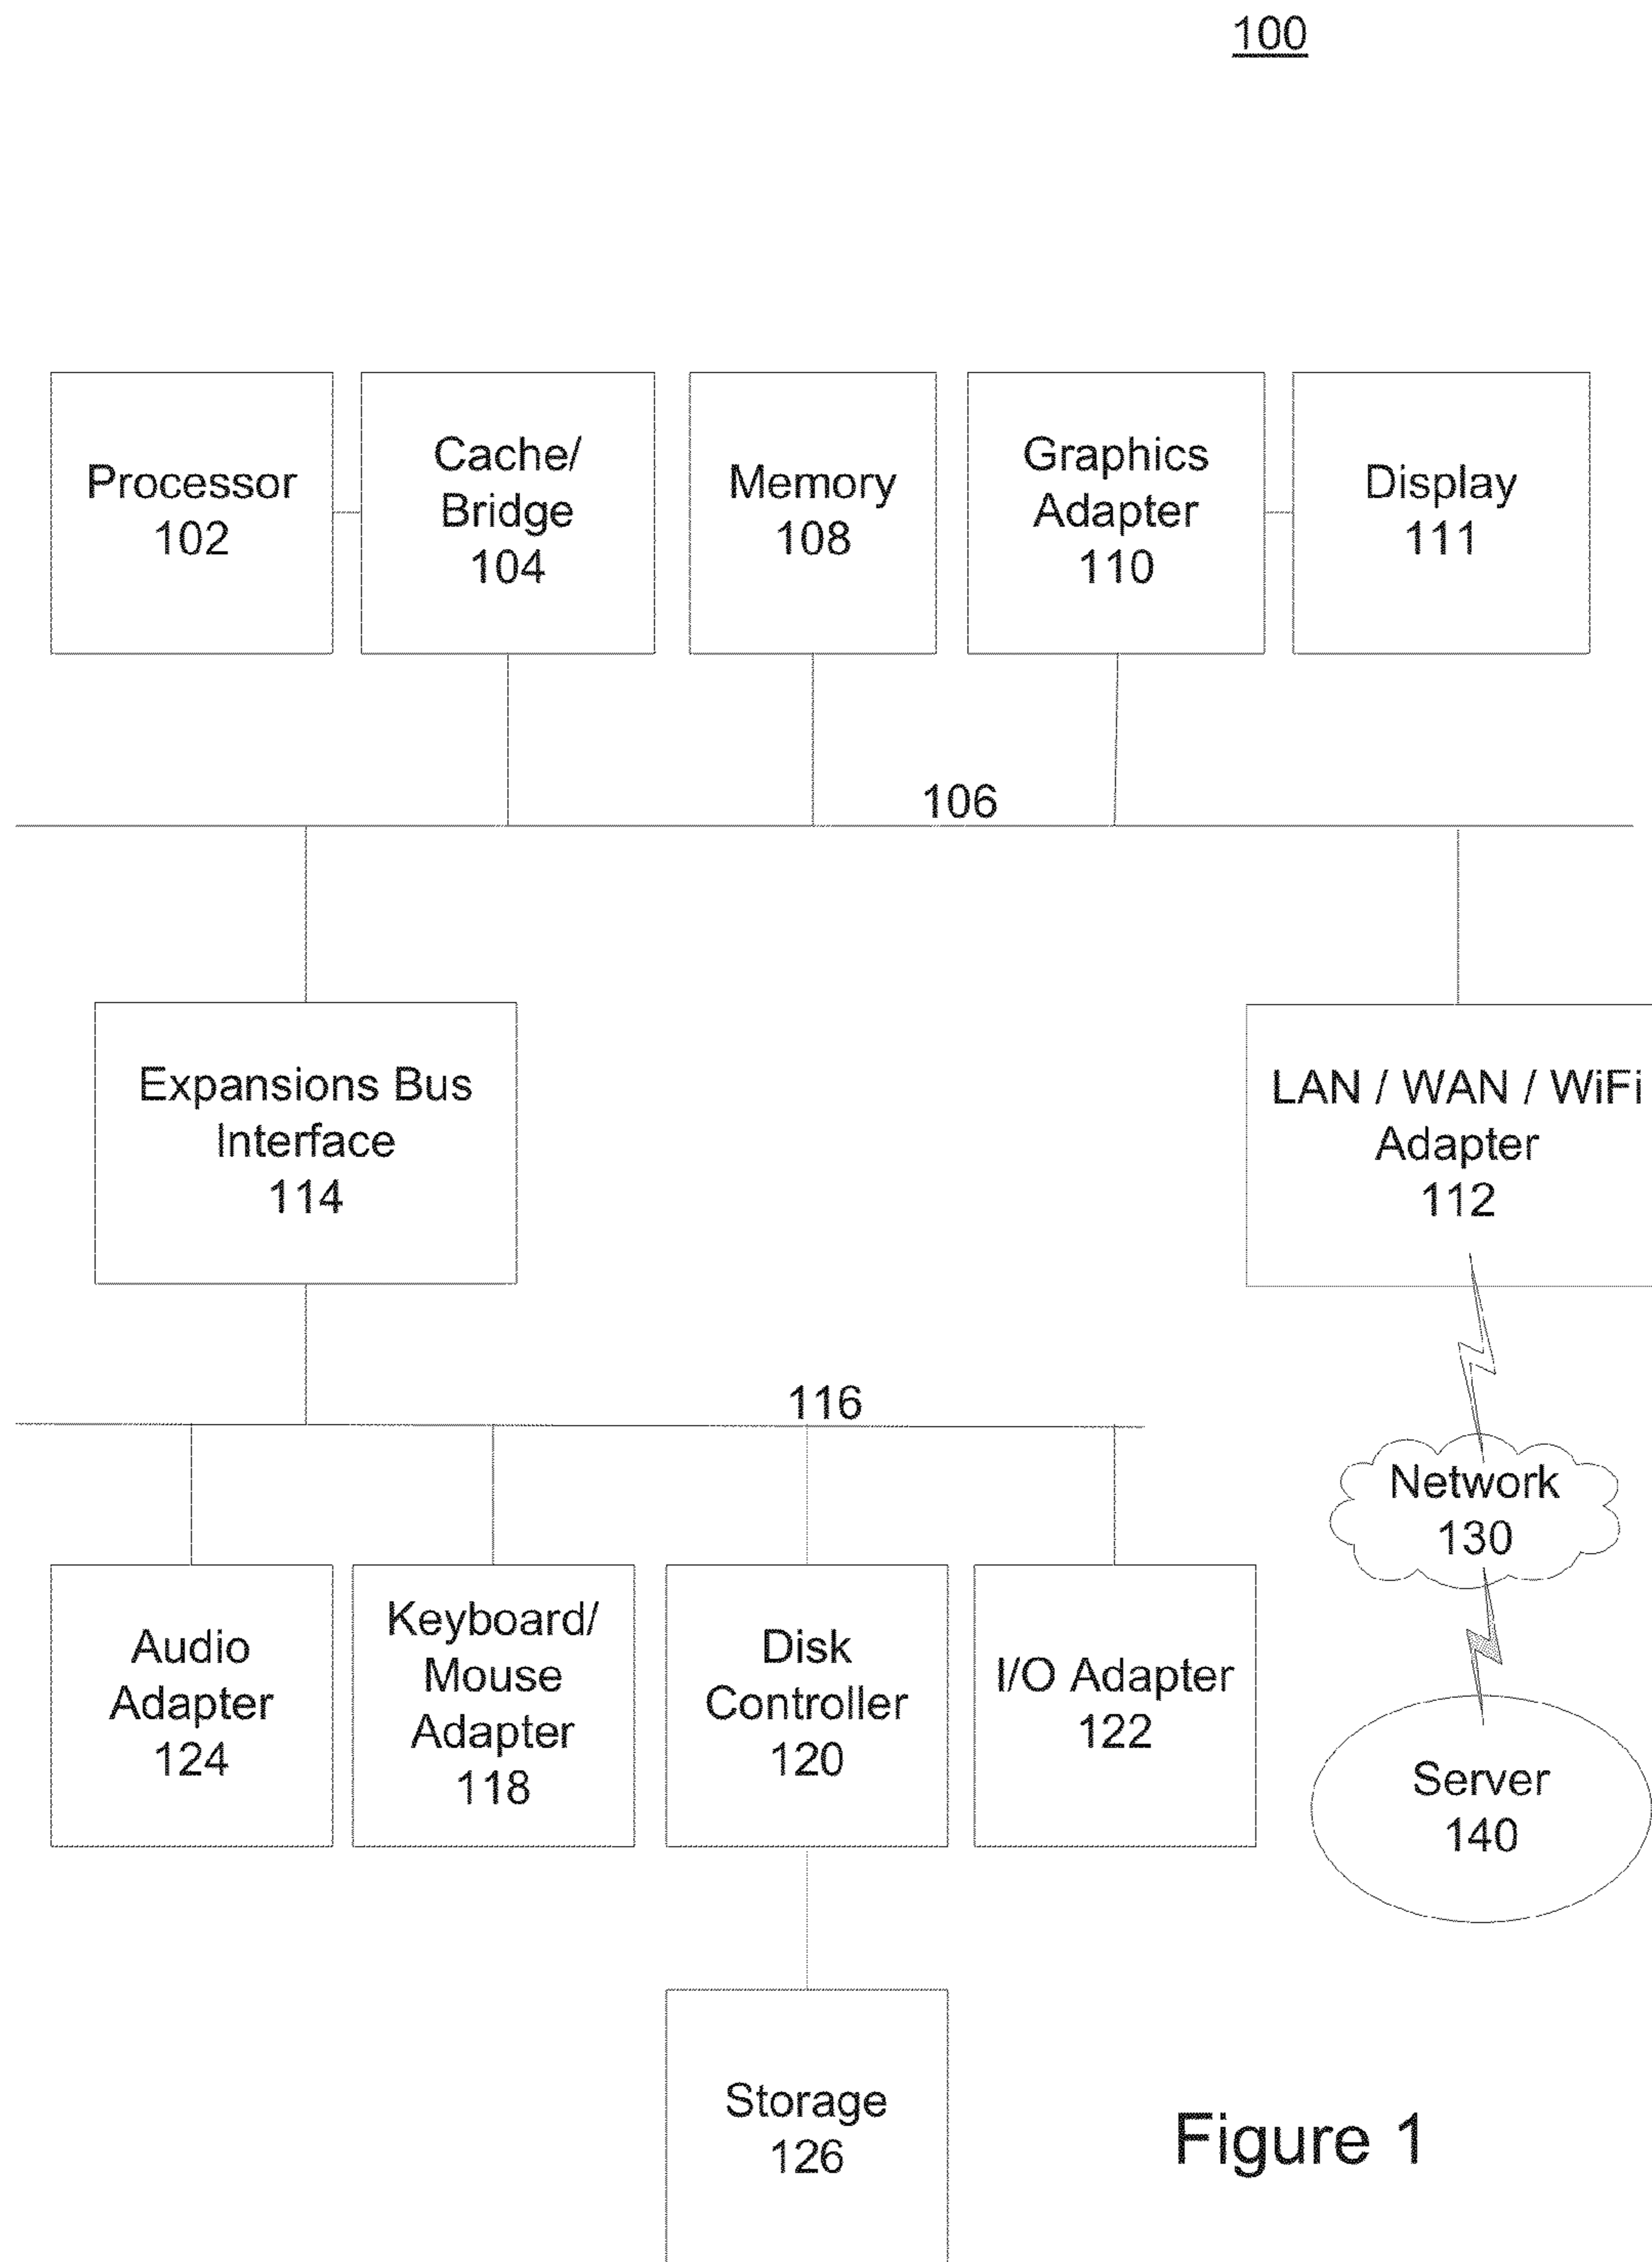 100
Processor
102
Cache/
Bridge
104
Memory
108
Graphics
Adapter
110
Display
111
106
Expansions Bus
Interface
114
LAN / WAN / WiFi
Adapter
112
116
Network
130
Audio
Adapter
124
Keyboard/
Mouse
Adapter
118
Disk
Controller
120
I/O Adapter
122
Server
140
Storage
126
Figure 1